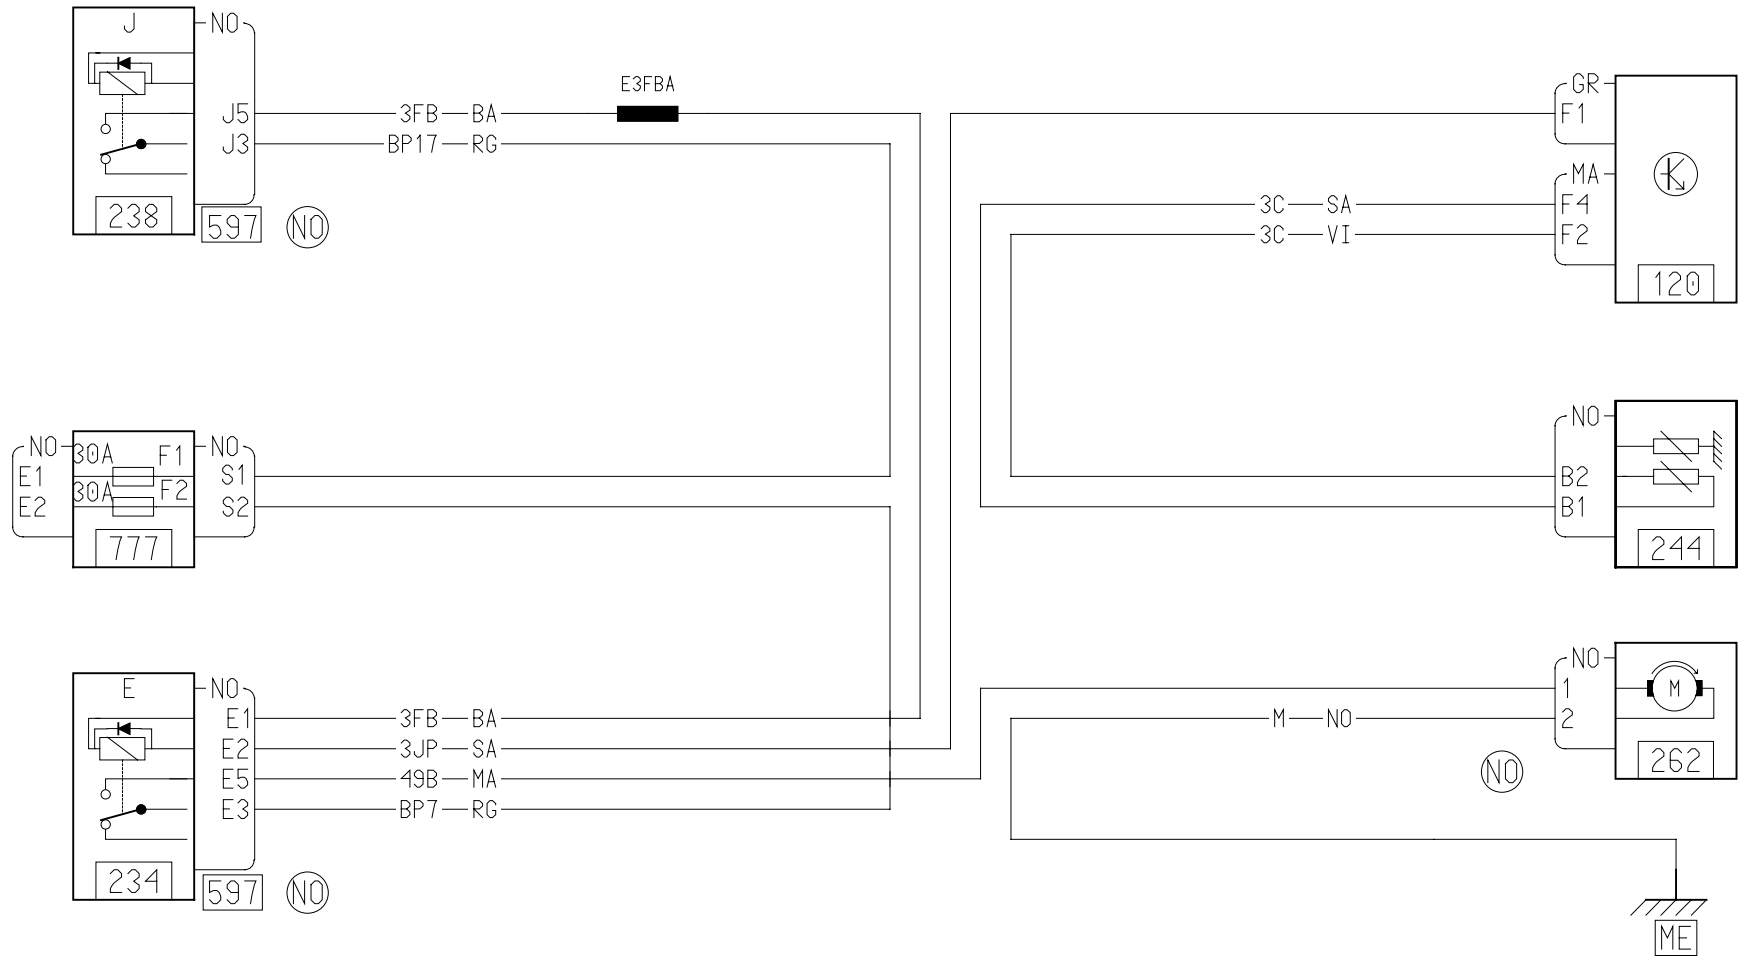 J NO
E3FBA
GR
J5 3FB BA F1
J3 BP17 RG
MA
3C SA F4
238 597 NO
3C VI F2
120
NO
NO 30A F1 NO
E1 S1 B2
30A F2
E2 S2 B1
777 244
NO
E NO 1 M
E1 3FB BA M NO 2
E2 3JP SA
262
E5 49B MA NO
E3 BP7 RG
234 597 NO
ME